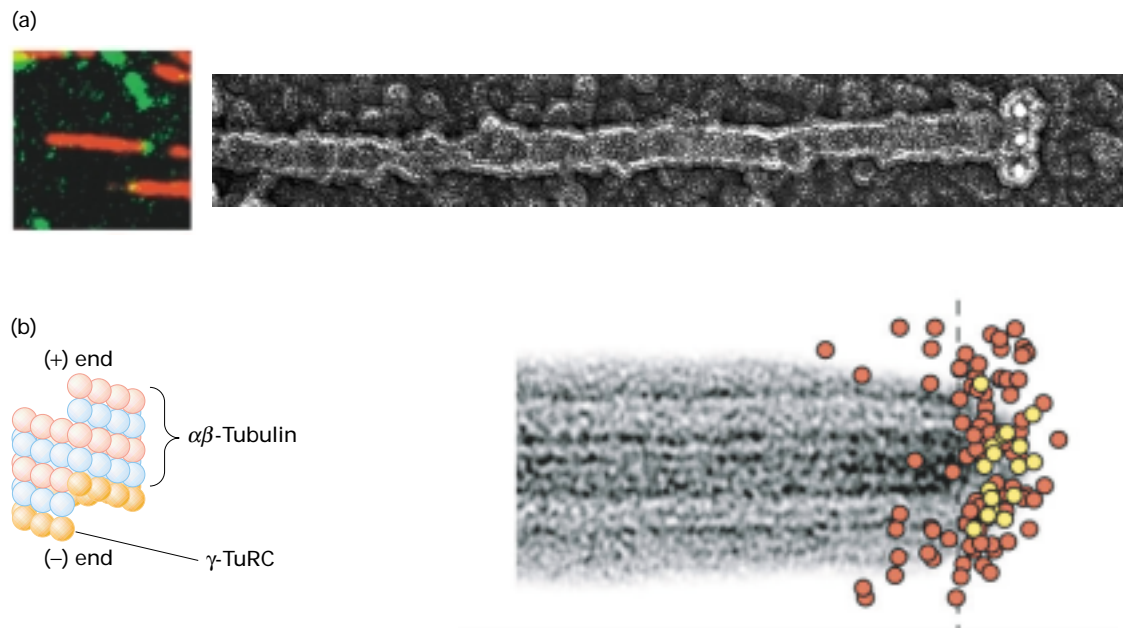 (a)
(b)
(+) end
αβ-Tubulin
(–) end
γ-TuRC